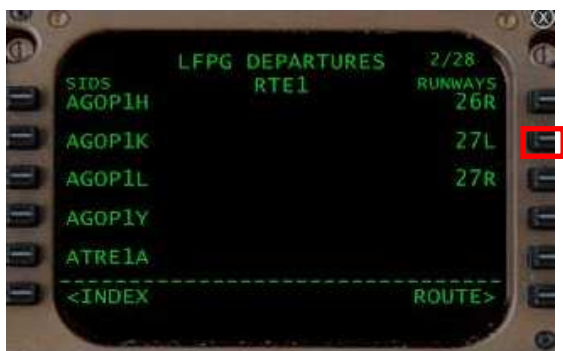 LFPG DEPARTURES 2/28
SIDS RTE1 RUNWAYS
AGOP1H 26R
AGOP1K 27L
AGOP1L 27R
AGOP1Y
ATRE1A
<INDEX ROUTE>
X